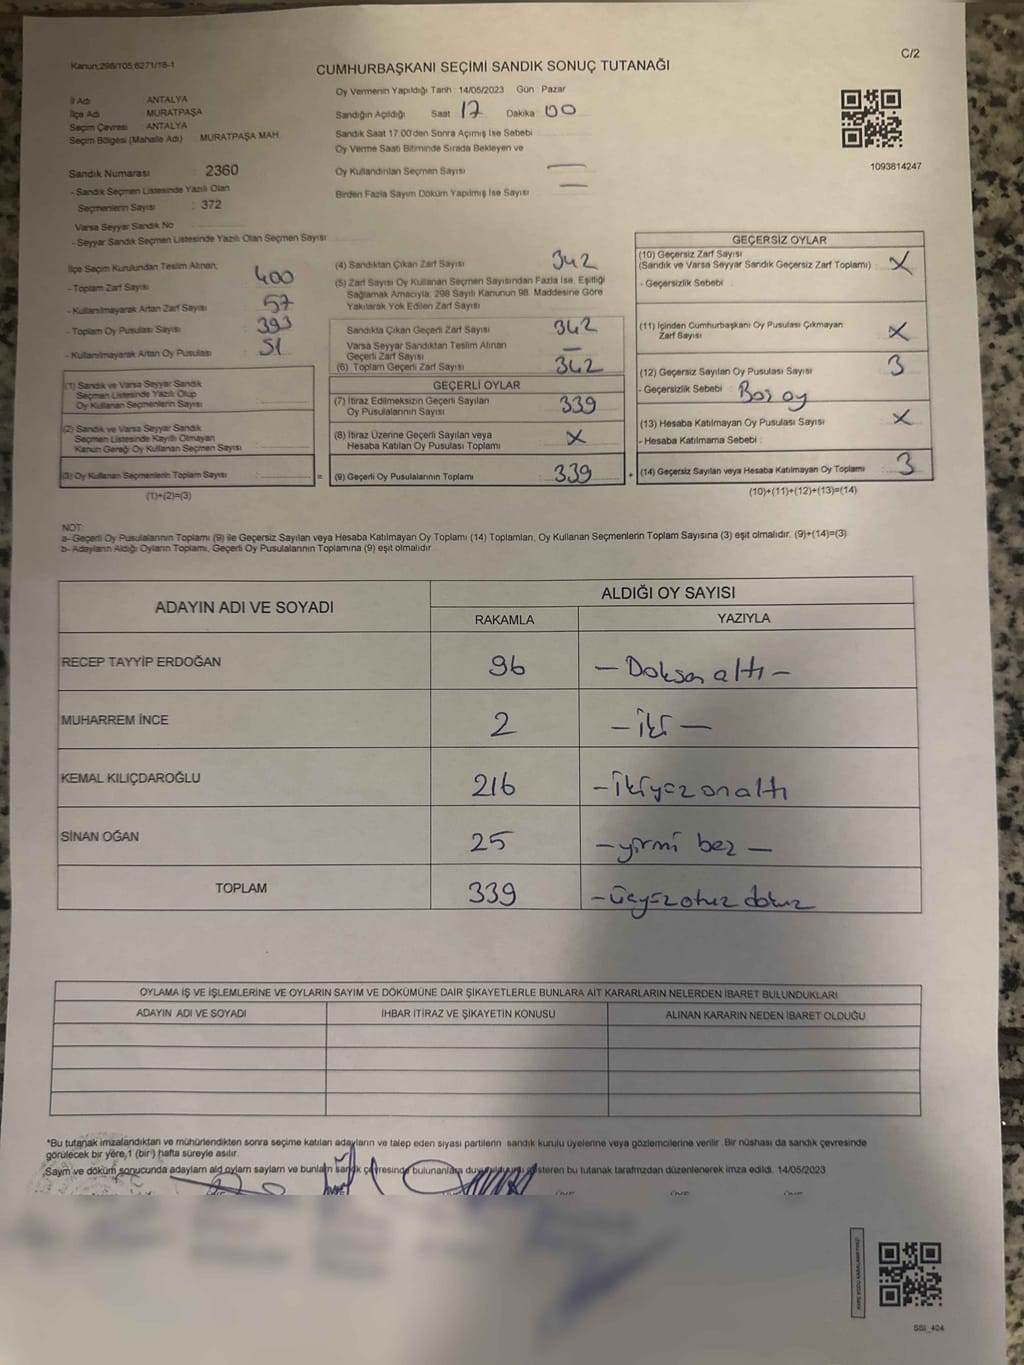 C/2
Kanun:298/105;6271/18-1
CUMHURBAŞKANI SEÇİMİ SANDIK SONUÇ TUTANAĞI
İl Adı ANTALYA
İlçe Adı MURATPAŞA
Seçim Çevresi ANTALYA
Seçim Bölgesi (Mahalle Adı) MURATPAŞA MAH.
Sandık Numarası : 2360
- Sandık Seçmen Listesinde Yazılı Olan
Seçmenlerin Sayısı : 372
Varsa Seyyar Sandık No
- Seyyar Sandık Seçmen Listesinde Yazılı Olan Seçmen Sayısı
Oy Vermenin Yapıldığı Tarih : 14/05/2023 Gün Pazar
Sandığın Açıldığı Saat 17 Dakika 00
Sandık Saat 17:00'den Sonra Açımış İse Sebebi
Oy Verme Saati Bitiminde Sırada Bekleyen ve
Oy Kullandırılan Seçmen Sayısı —
Birden Fazla Sayım Döküm Yapılmış İse Sayısı —
1093814247
İlçe Seçim Kurulundan Teslim Alınan,
- Toplam Zarf Sayısı : 400
- Kullanılmayarak Artan Zarf Sayısı : 57
- Toplam Oy Pusulası Sayısı : 393
- Kullanılmayarak Artan Oy Pusulası : 51
(1) Sandık ve Varsa Seyyar Sandık
Seçmen Listesinde Yazılı Olup
Oy Kullanan Seçmenlerin Sayısı
(2) Sandık ve Varsa Seyyar Sandık
Seçmen Listesinde Kayıtlı Olmayan
Kanun Gereği Oy Kullanan Seçmen Sayısı
(3) Oy Kullanan Seçmenlerin Toplam Sayısı =
(1)+(2)=(3)
(4) Sandıktan Çıkan Zarf Sayısı 342
(5) Zarf Sayısı Oy Kullanan Seçmen Sayısından Fazla İse, Eşitliği
Sağlamak Amacıyla; 298 Sayılı Kanunun 98. Maddesine Göre
Yakılarak Yok Edilen Zarf Sayısı
Sandıkta Çıkan Geçerli Zarf Sayısı 342
Varsa Seyyar Sandıktan Teslim Alınan
Geçerli Zarf Sayısı —
(6) Toplam Geçerli Zarf Sayısı 342
GEÇERLİ OYLAR
(7) İtiraz Edilmeksizin Geçerli Sayılan
Oy Pusulalarının Sayısı : 339
(8) İtiraz Üzerine Geçerli Sayılan veya
Hesaba Katılan Oy Pusulası Toplamı X
(9) Geçerli Oy Pusulalarının Toplamı 339 +
GEÇERSİZ OYLAR
(10) Geçersiz Zarf Sayısı
(Sandık ve Varsa Seyyar Sandık Geçersiz Zarf Toplamı) : X
- Geçersizlik Sebebi :
(11) İçinden Cumhurbaşkanı Oy Pusulası Çıkmayan
Zarf Sayısı X
(12) Geçersiz Sayılan Oy Pusulası Sayısı 3
- Geçersizlik Sebebi : Boş oy
(13) Hesaba Katılmayan Oy Pusulası Sayısı X
- Hesaba Katılmama Sebebi :
(14) Geçersiz Sayılan veya Hesaba Katılmayan Oy Toplamı 3
(10)+(11)+(12)+(13)=(14)
NOT
a- Geçerli Oy Pusulalarının Toplamı (9) ile Geçersiz Sayılan veya Hesaba Katılmayan Oy Toplamı (14) Toplamları, Oy Kullanan Seçmenlerin Toplam Sayısına (3) eşit olmalıdır. (9)+(14)=(3)
b- Adayların Aldığı Oyların Toplamı, Geçerli Oy Pusulalarının Toplamına (9) eşit olmalıdır
ADAYIN ADI VE SOYADI
ALDIĞI OY SAYISI
RAKAMLA YAZIYLA
RECEP TAYYİP ERDOĞAN 96 — Doksan altı —
MUHARREM İNCE 2 — iki —
KEMAL KILIÇDAROĞLU 216 — ikiyüz onaltı
SİNAN OĞAN 25 — yirmi beş —
TOPLAM 339 — üçyüzotuz dokuz
OYLAMA İŞ VE İŞLEMLERİNE VE OYLARIN SAYIM VE DÖKÜMÜNE DAİR ŞİKAYETLERLE BUNLARA AİT KARARLARIN NELERDEN İBARET BULUNDUKLARI
ADAYIN ADI VE SOYADI İHBAR İTİRAZ VE ŞİKAYETİN KONUSU ALINAN KARARIN NEDEN İBARET OLDUĞU
*Bu tutanak imzalandıktan ve mühürlendikten sonra seçime katılan adayların ve talep eden siyasi partilerin sandık kurulu üyelerine veya gözlemcilerine verilir. Bir nüshası da sandık çevresinde
görülecek bir yere,1 (bir) hafta süreyle asılır.
Sayım ve döküm sonucunda adayların aldı oyların sayıların ve bunların sandık çevresinde bulunanlara gösteren bu tutanak tarafımızdan düzenlenerek imza edildi. 14/05/2023
SSI_404